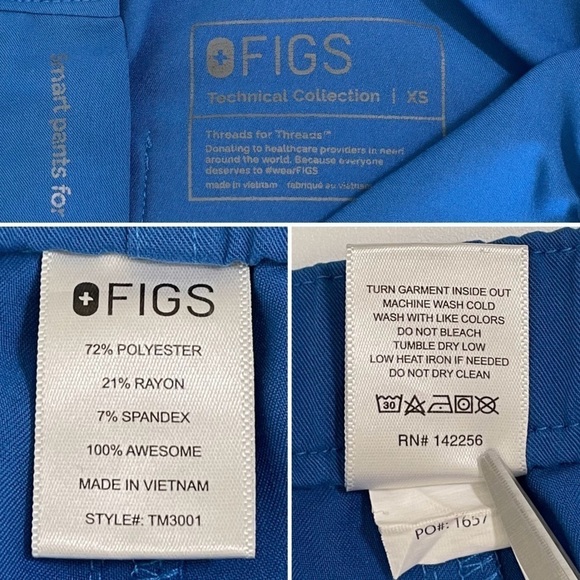 smart pants for
FIGS
Technical Collection | XS
Threads for Threads™
Donating to healthcare providers in need
around the world. Because everyone
deserves to #wearFIGS
made in vietnam fabriqué au vietnam
FIGS
72% POLYESTER
21% RAYON
7% SPANDEX
100% AWESOME
MADE IN VIETNAM
STYLE#: TM3001
TURN GARMENT INSIDE OUT
MACHINE WASH COLD
WASH WITH LIKE COLORS
DO NOT BLEACH
TUMBLE DRY LOW
LOW HEAT IRON IF NEEDED
DO NOT DRY CLEAN
30
RN# 142256
PO#: 1657